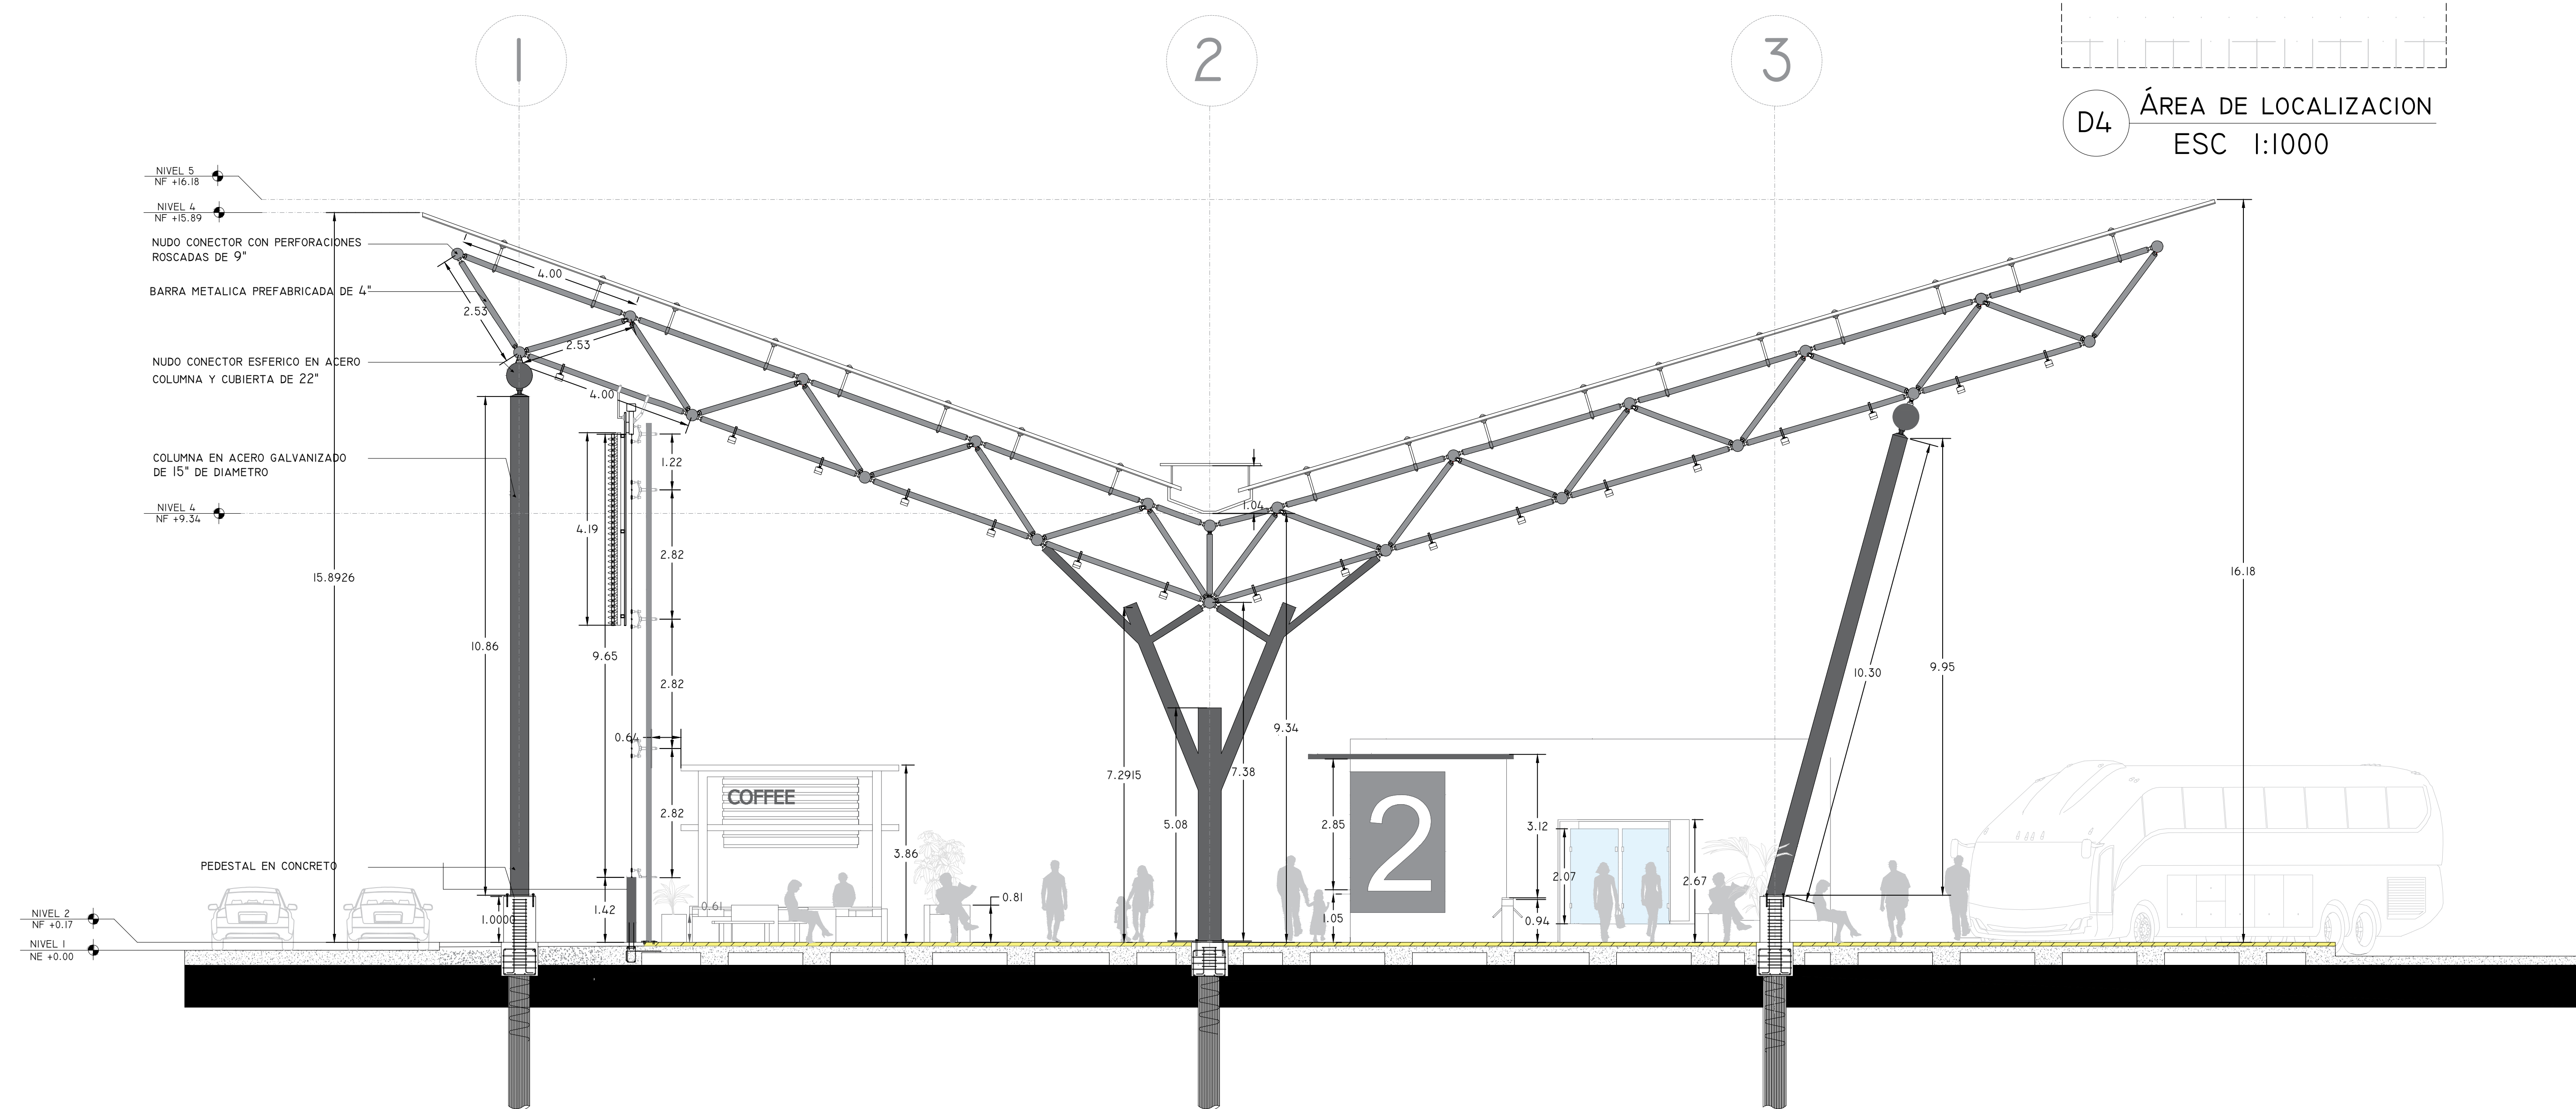 1
2
3
D4
ÁREA DE LOCALIZACION
ESC 1:1000
NIVEL 5
NF +16.18
NIVEL 4
NF +15.89
NUDO CONECTOR CON PERFORACIONES
ROSCADAS DE 9"
4.00
BARRA METALICA PREFABRICADA DE 4"
2.53
2.53
NUDO CONECTOR ESFERICO EN ACERO
COLUMNA Y CUBIERTA DE 22"
4.00
COLUMNA EN ACERO GALVANIZADO
DE 15" DE DIAMETRO
1.22
NIVEL 4
NF +9.34
1.04
4.19
2.82
15.8926
16.18
10.86
9.65
2.82
10.30
9.95
0.64
9.34
7.2915
7.38
COFFEE
2.82
5.08
2
2.85
3.12
3.86
PEDESTAL EN CONCRETO
2.07
2.67
0.81
1.42
0.61
1.0000
1.05
0.94
NIVEL 2
NF +0.17
NIVEL 1
NE +0.00